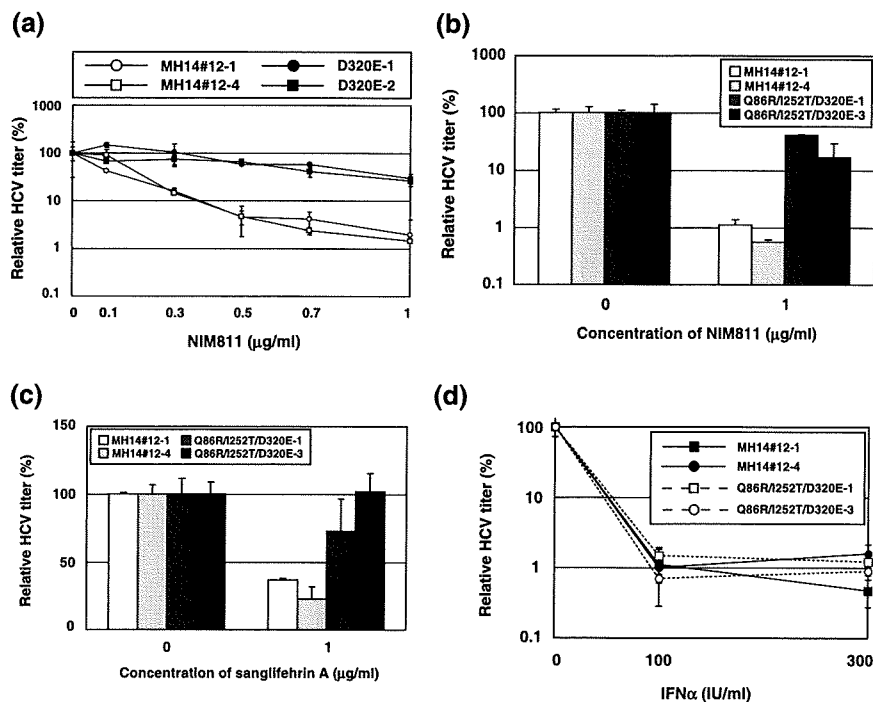 (a)
MH14#12-1
D320E-1
MH14#12-4
D320E-2
Relative HCV titer (%)
1000
100
10
1
0.1
0
0.1
0.3
0.5
0.7
1
NIM811 (μg/ml)
(b)
MH14#12-1
MH14#12-4
Q86R/I252T/D320E-1
Q86R/I252T/D320E-3
Relative HCV titer (%)
1000
100
10
1
0.1
0
1
Concentration of NIM811 (μg/ml)
(c)
MH14#12-1
Q86R/I252T/D320E-1
MH14#12-4
Q86R/I252T/D320E-3
Relative HCV titer (%)
150
100
50
0
0
1
Concentration of sanglifehrin A (μg/ml)
(d)
MH14#12-1
MH14#12-4
Q86R/I252T/D320E-1
Q86R/I252T/D320E-3
Relative HCV titer (%)
100
10
1
0.1
0
100
300
IFNα (IU/ml)